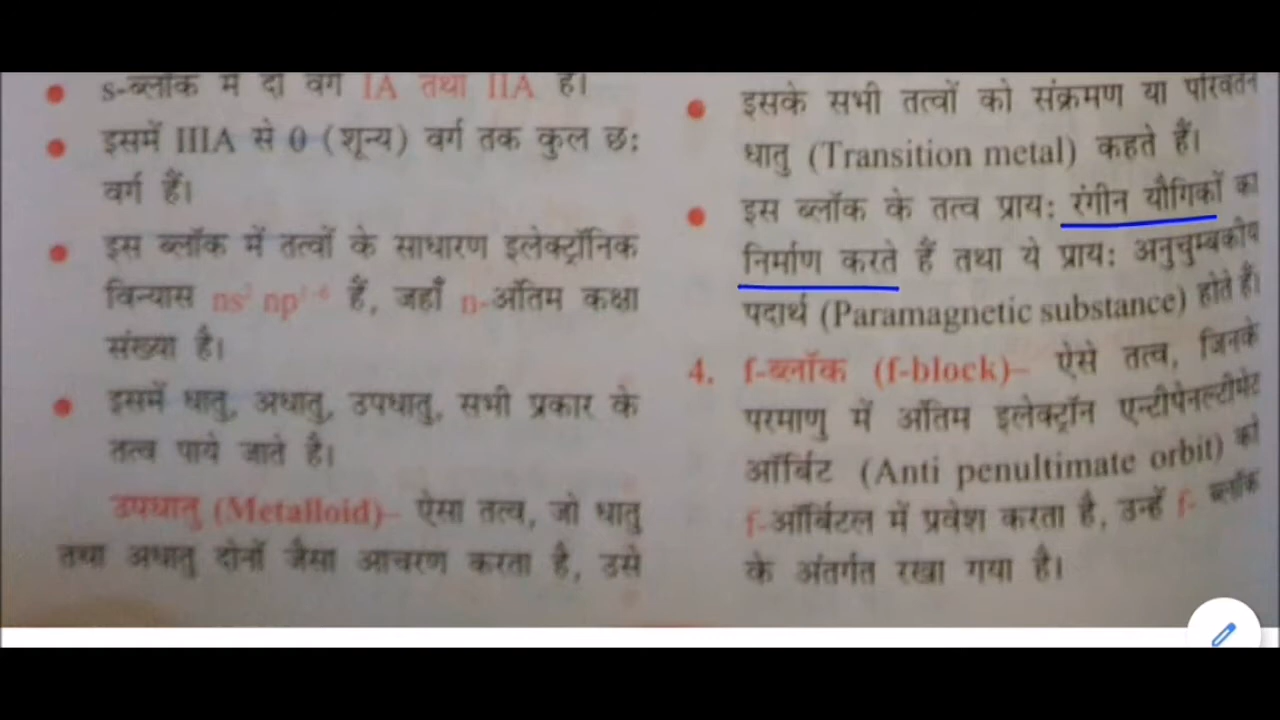 s-ब्लॉक में दो वर्ग IA तथा IIA हैं।
इसमें IIIA से 0 (शून्य) वर्ग तक कुल छः
वर्ग हैं।
इस ब्लॉक में तत्वों के साधारण इलेक्ट्रॉनिक
विन्यास ns² np¹⁻⁶ हैं, जहाँ n-अंतिम कक्षा
संख्या है।
इसमें धातु, अधातु, उपधातु, सभी प्रकार के
तत्व पाये जाते है।
उपधातु (Metalloid)– ऐसा तत्व, जो धातु
तथा अधातु दोनों जैसा आचरण करता है, उसे
इसके सभी तत्वों को संक्रमण या परिवर्तन
धातु (Transition metal) कहते हैं।
इस ब्लॉक के तत्व प्रायः रंगीन यौगिकों का
निर्माण करते हैं तथा ये प्रायः अनुचुम्बकीय
पदार्थ (Paramagnetic substance) होते हैं।
4. f-ब्लॉक (f-block)– ऐसे तत्व, जिनके
परमाणु में अंतिम इलेक्ट्रॉन एन्टीपेनल्टीमेट
ऑर्बिट (Anti penultimate orbit) को
f-ऑर्बिटल में प्रवेश करता है, उन्हें f- ब्लॉक
के अंतर्गत रखा गया है।